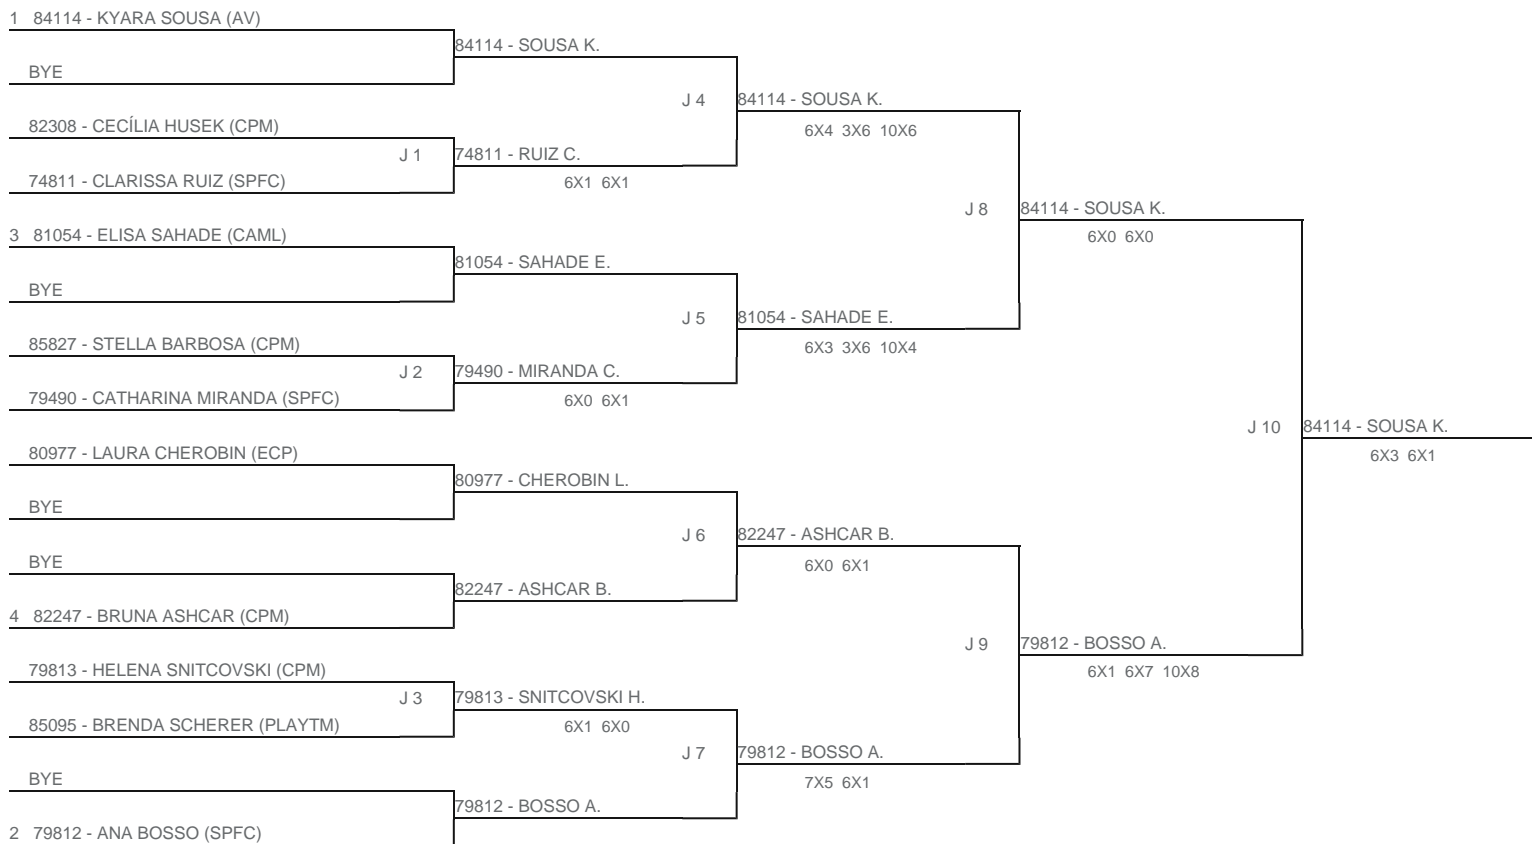 1 84114 - KYARA SOUSA (AV)
84114 - SOUSA K.
BYE
J 4
84114 - SOUSA K.
82308 - CECÍLIA HUSEK (CPM)
6X4 3X6 10X6
J 1
74811 - RUIZ C.
74811 - CLARISSA RUIZ (SPFC)
6X1 6X1
J 8
84114 - SOUSA K.
3 81054 - ELISA SAHADE (CAML)
6X0 6X0
81054 - SAHADE E.
BYE
J 5
81054 - SAHADE E.
85827 - STELLA BARBOSA (CPM)
6X3 3X6 10X4
J 2
79490 - MIRANDA C.
79490 - CATHARINA MIRANDA (SPFC)
6X0 6X1
J 10
84114 - SOUSA K.
80977 - LAURA CHEROBIN (ECP)
6X3 6X1
80977 - CHEROBIN L.
BYE
J 6
82247 - ASHCAR B.
BYE
6X0 6X1
82247 - ASHCAR B.
4 82247 - BRUNA ASHCAR (CPM)
J 9
79812 - BOSSO A.
79813 - HELENA SNITCOVSKI (CPM)
6X1 6X7 10X8
J 3
79813 - SNITCOVSKI H.
85095 - BRENDA SCHERER (PLAYTM)
6X1 6X0
J 7
79812 - BOSSO A.
BYE
7X5 6X1
79812 - BOSSO A.
2 79812 - ANA BOSSO (SPFC)